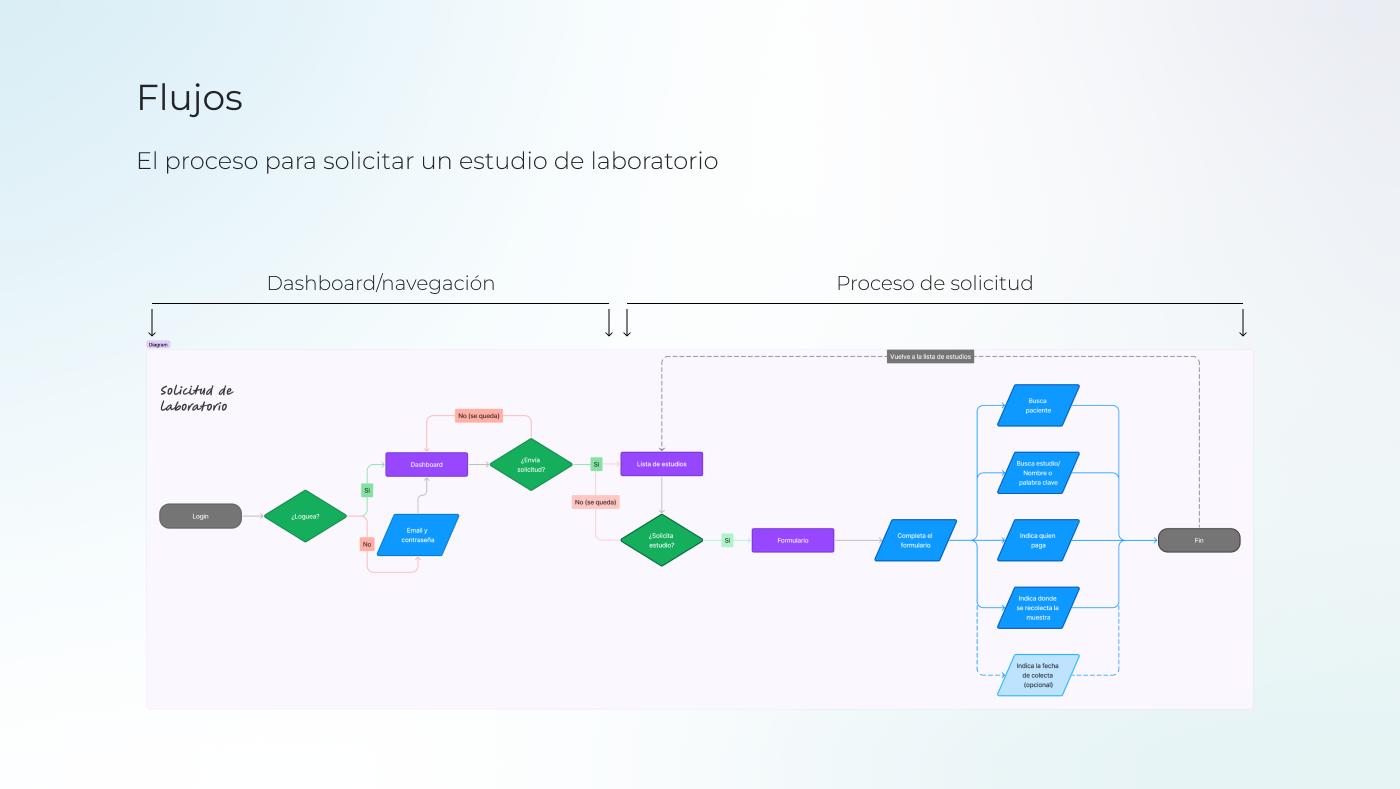 Flujos
El proceso para solicitar un estudio de laboratorio
Dashboard/navegación
Proceso de solicitud
Diagram
Vuelve a la lista de estudios
Solicitud de
laboratorio
Login
¿Loguea?
Si
No
Dashboard
Email y
contraseña
No (se queda)
¿Envía
solicitud?
Si
No (se queda)
Lista de estudios
¿Solicita
estudio?
Si
Formulario
Completa el
formulario
Busca
paciente
Busca estudio/
Nombre o
palabra clave
Indica quien
paga
Indica donde
se recolecta la
muestra
Indica la fecha
de colecta
(opcional)
Fin